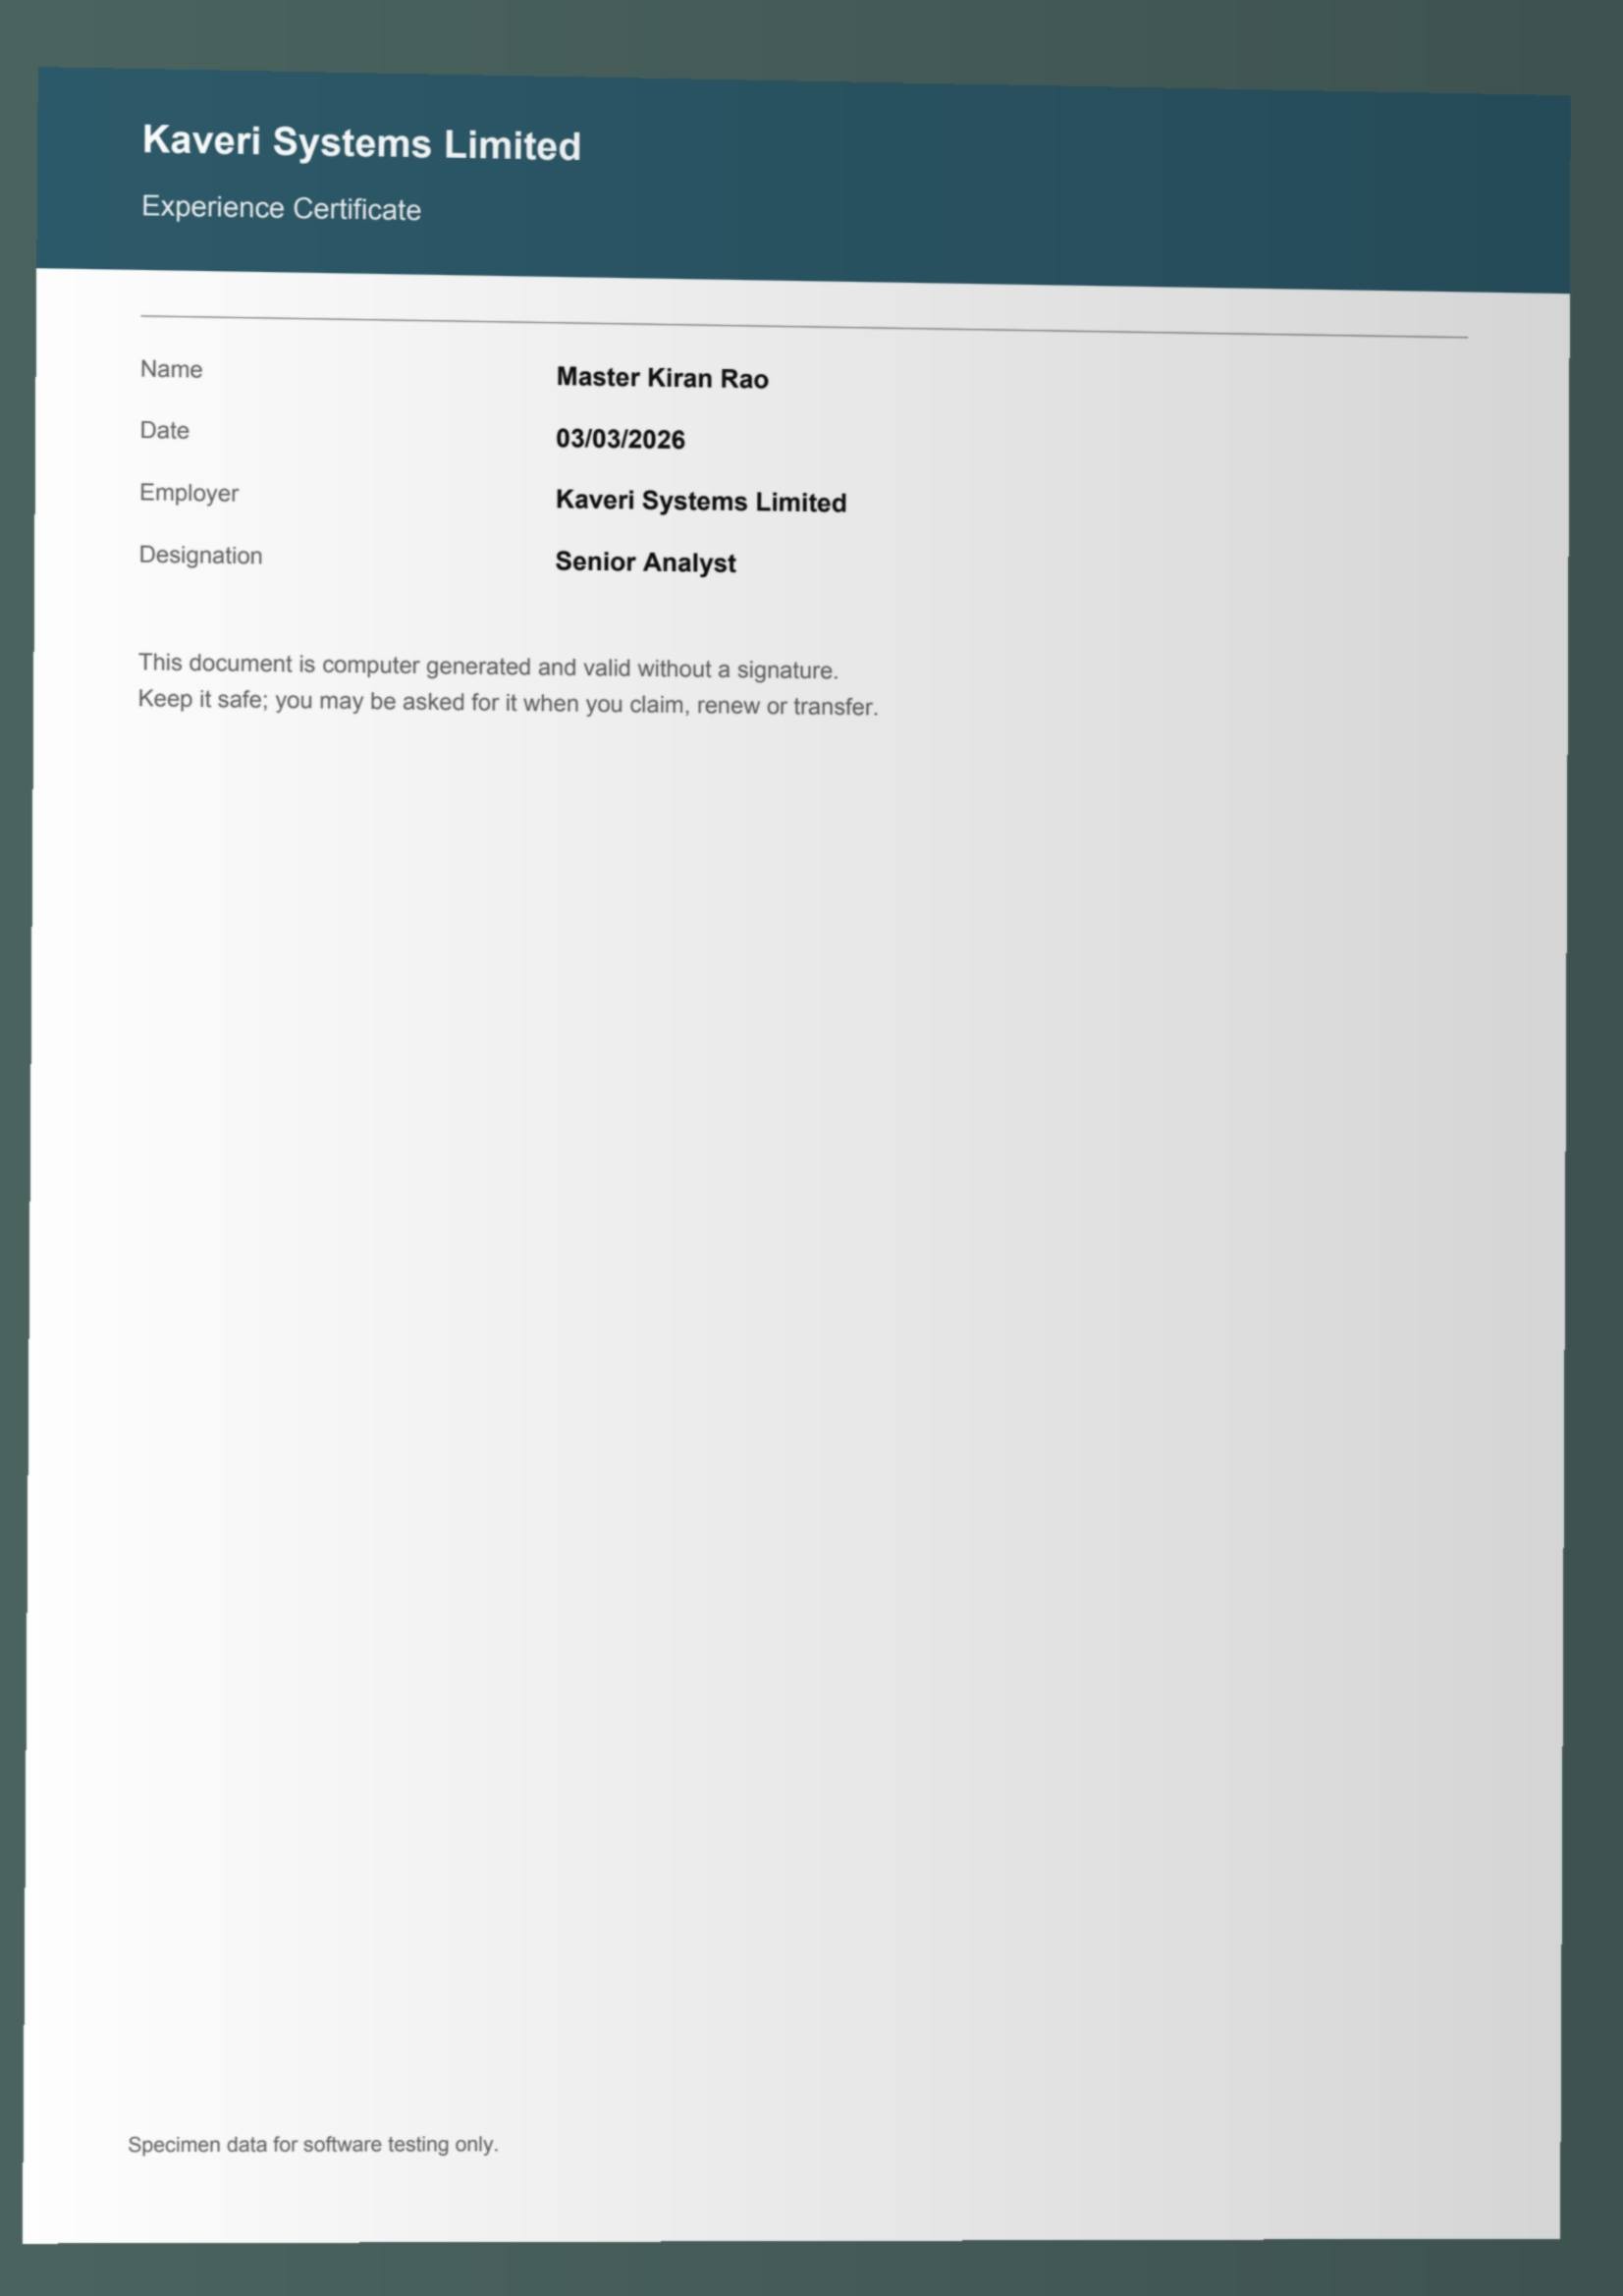 Kaveri Systems Limited
Experience Certificate
Name Master Kiran Rao
Date 03/03/2026
Employer Kaveri Systems Limited
Designation Senior Analyst
This document is computer generated and valid without a signature.
Keep it safe; you may be asked for it when you claim, renew or transfer.
Specimen data for software testing only.